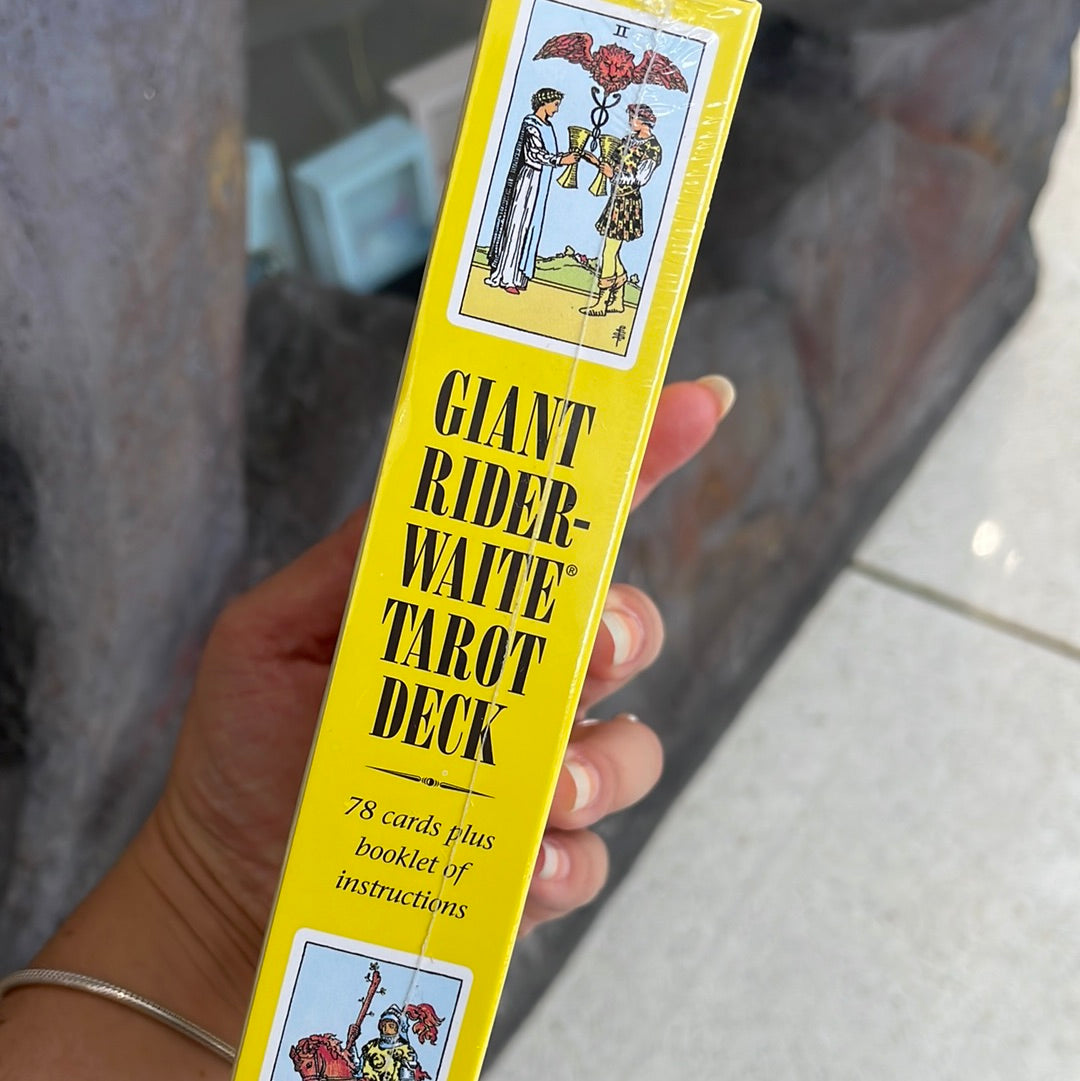 II
GIANT
RIDER-
WAITE®
TAROT
DECK
78 cards plus
booklet of
instructions